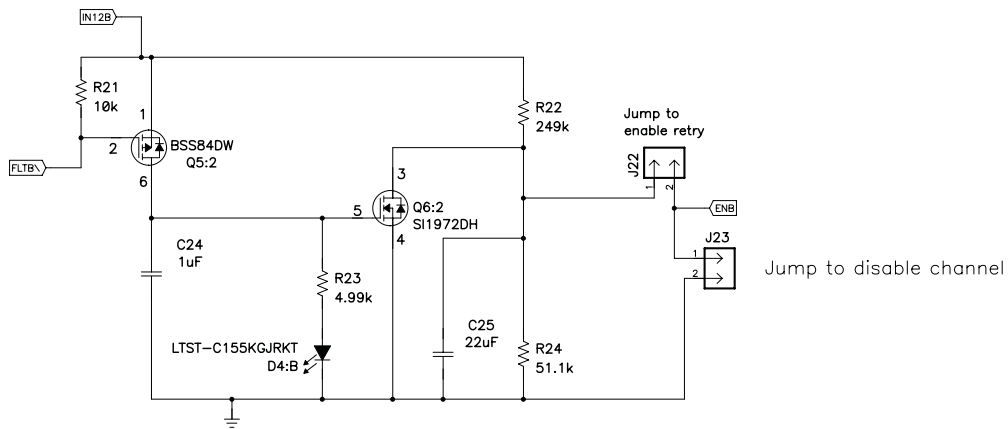 IN12B
R21
10k
1
2
BSS84DW
Q5:2
FLTB\
6
R22
249k
Jump to
enable retry
J22
1
2
3
5
Q6:2
SI1972DH
4
ENB
J23
1
2
Jump to disable channel
C24
1uF
R23
4.99k
LTST-C155KGJRKT
D4:B
C25
22uF
R24
51.1k